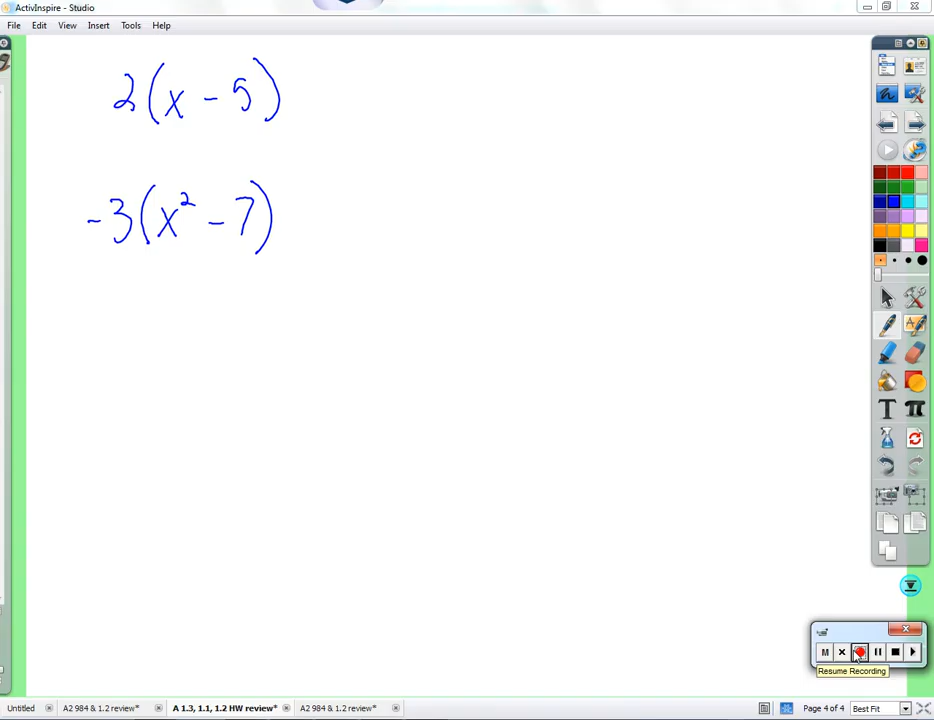 ActivInspire - Studio
File Edit View Insert Tools Help
2(x - 5)
-3(x² - 7)
T π
M
Resume Recording
Untitled A2 984 & 1.2 review* A 1.3, 1.1, 1.2 HW review* A2 984 & 1.2 review* Page 4 of 4 Best Fit